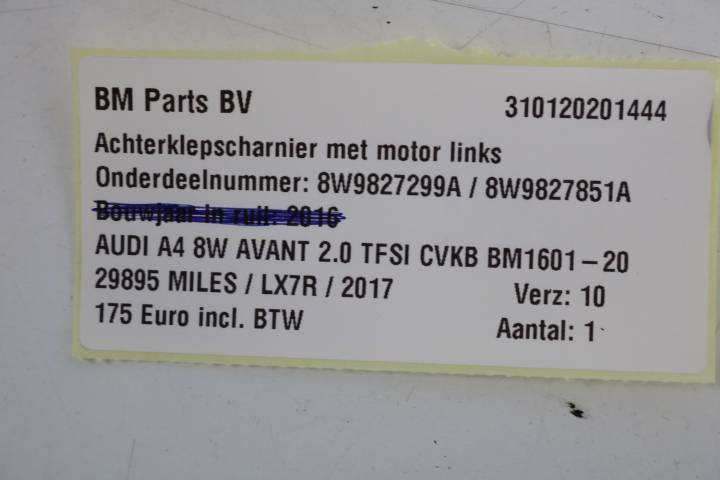 BM Parts BV 310120201444
Achterklepscharnier met motor links
Onderdeelnummer: 8W9827299A / 8W9827851A
Bouwjaar in ruit: 2016
AUDI A4 8W AVANT 2.0 TFSI CVKB BM1601-20
29895 MILES / LX7R / 2017 Verz: 10
175 Euro incl. BTW Aantal: 1